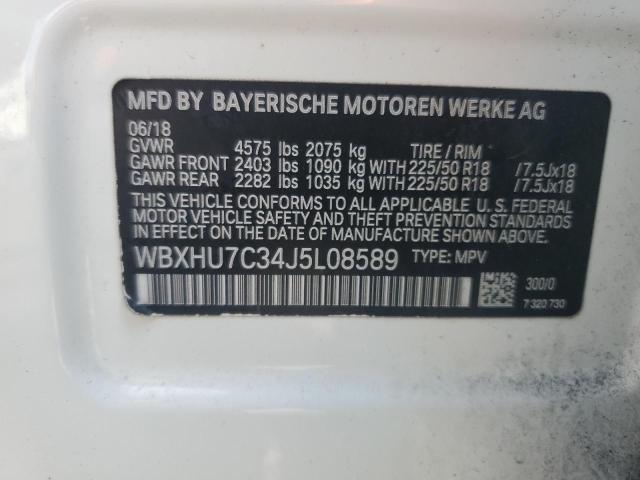 MFD BY BAYERISCHE MOTOREN WERKE AG
06/18
GVWR 4575 lbs 2075 kg TIRE / RIM
GAWR FRONT 2403 lbs 1090 kg WITH 225/50 R18 /7.5Jx18
GAWR REAR 2282 lbs 1035 kg WITH 225/50 R18 /7.5Jx18
THIS VEHICLE CONFORMS TO ALL APPLICABLE U. S. FEDERAL
MOTOR VEHICLE SAFETY AND THEFT PREVENTION STANDARDS
IN EFFECT ON THE DATE OF MANUFACTURE SHOWN ABOVE.
WBXHU7C34J5L08589 TYPE: MPV
300/0
7 320 730